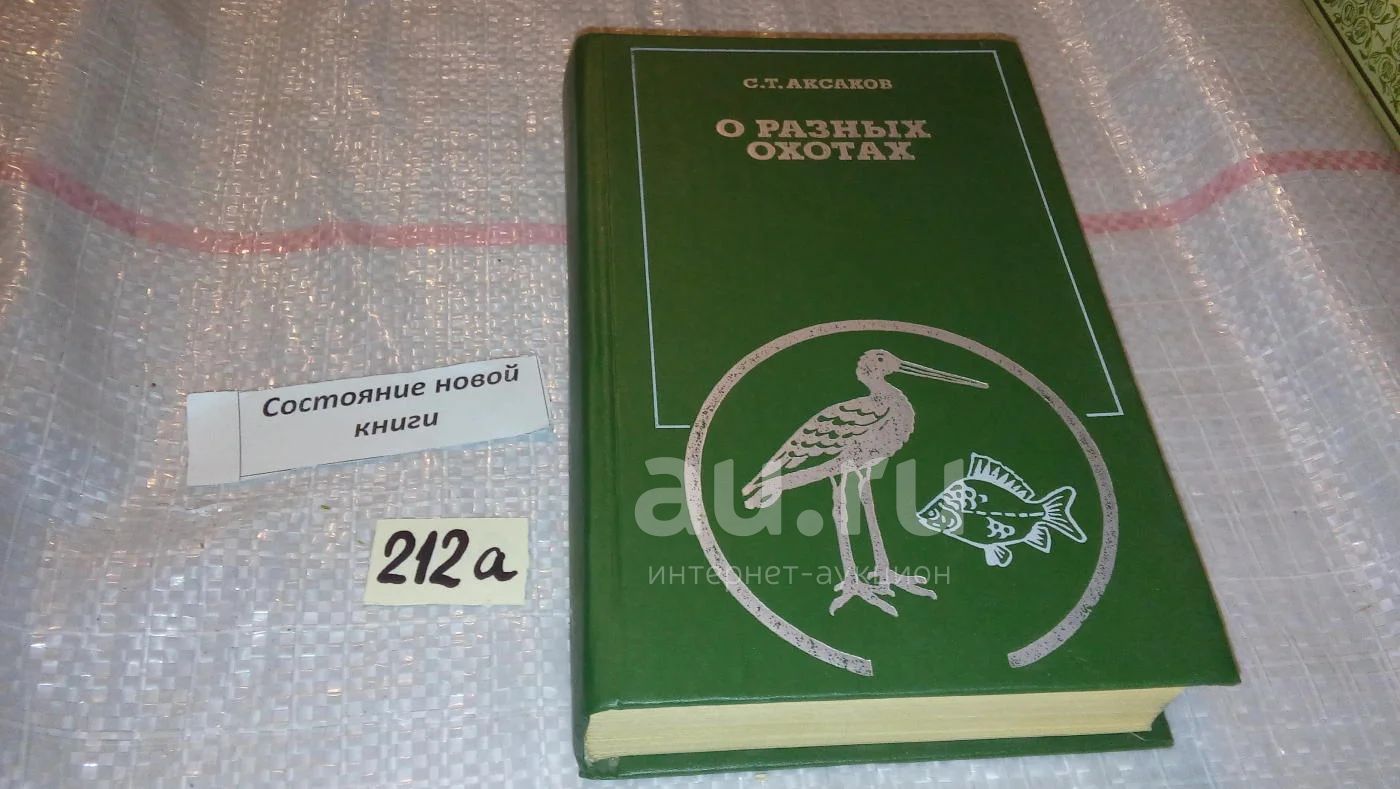 С.Т. АКСАКОВ
О РАЗНЫХ
ОХОТАХ
Состояние новой
книги
212а
au.ru
интернет-аукцион